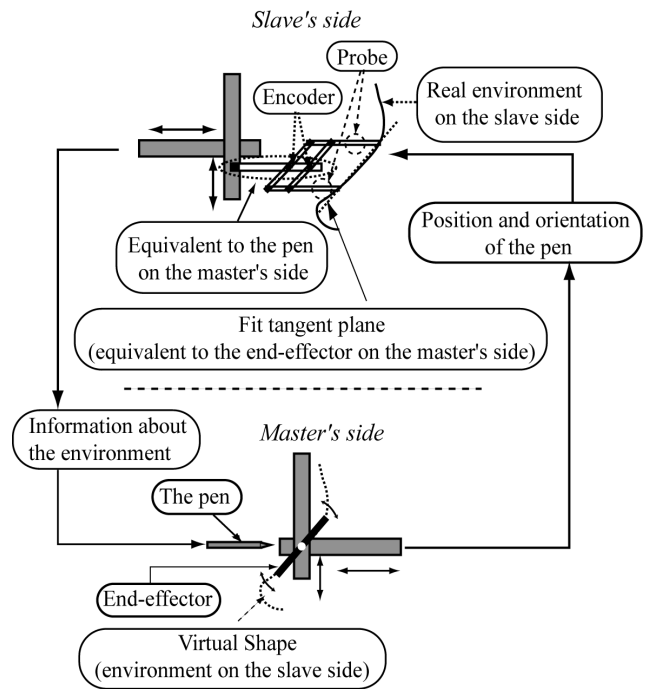 Slave's side
Probe
Encoder
Real environment
on the slave side
Equivalent to the pen
on the master's side
Position and orientation
of the pen
Fit tangent plane
(equivalent to the end-effector on the master's side)
Information about
the environment
Master's side
The pen
End-effector
Virtual Shape
(environment on the slave side)